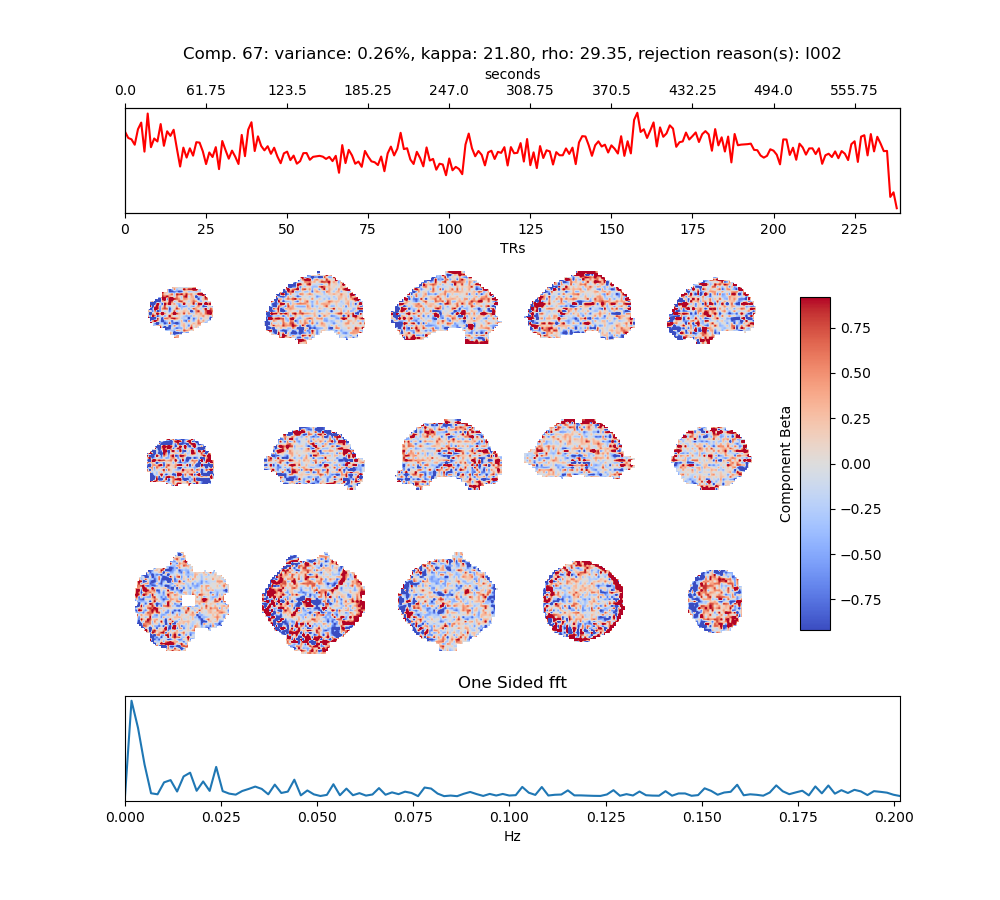 Comp. 67: variance: 0.26%, kappa: 21.80, rho: 29.35, rejection reason(s): I002
seconds
0.0 61.75 123.5 185.25 247.0 308.75 370.5 432.25 494.0 555.75
0 25 50 75 100 125 150 175 200 225
TRs
0.75
0.50
0.25
0.00
−0.25
−0.50
−0.75
Component Beta
One Sided fft
0.000 0.025 0.050 0.075 0.100 0.125 0.150 0.175 0.200
Hz